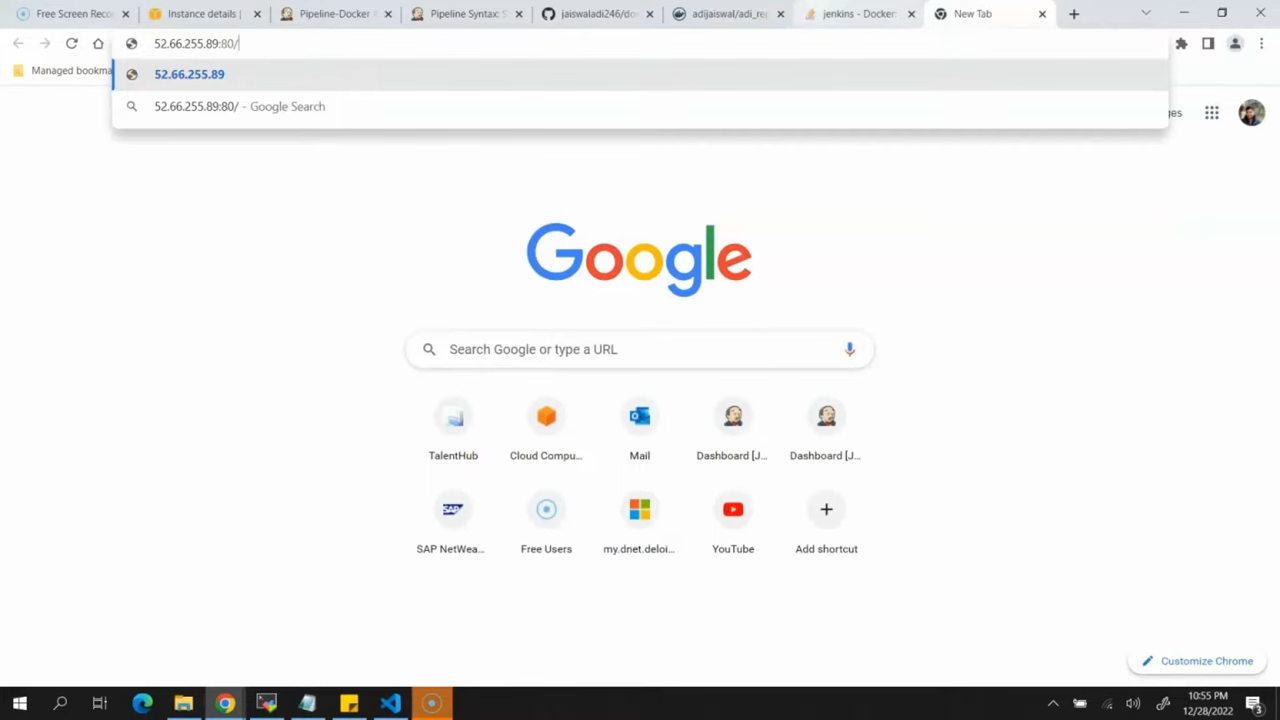 Free Screen Reco
Instance details |
Pipeline-Docker
Pipeline Syntax: S
jaiswaladi246/do
adijaiswal/adi_re
jenkins - Docker:
New Tab
52.66.255.89:80/
Managed bookma
52.66.255.89
52.66.255.89:80/ - Google Search
ges
Google
Search Google or type a URL
TalentHub
Cloud Compu...
Mail
Dashboard [J...
Dashboard [J...
SAP
SAP NetWea...
Free Users
my.dnet.deloi...
YouTube
Add shortcut
Customize Chrome
10:55 PM
12/28/2022
3